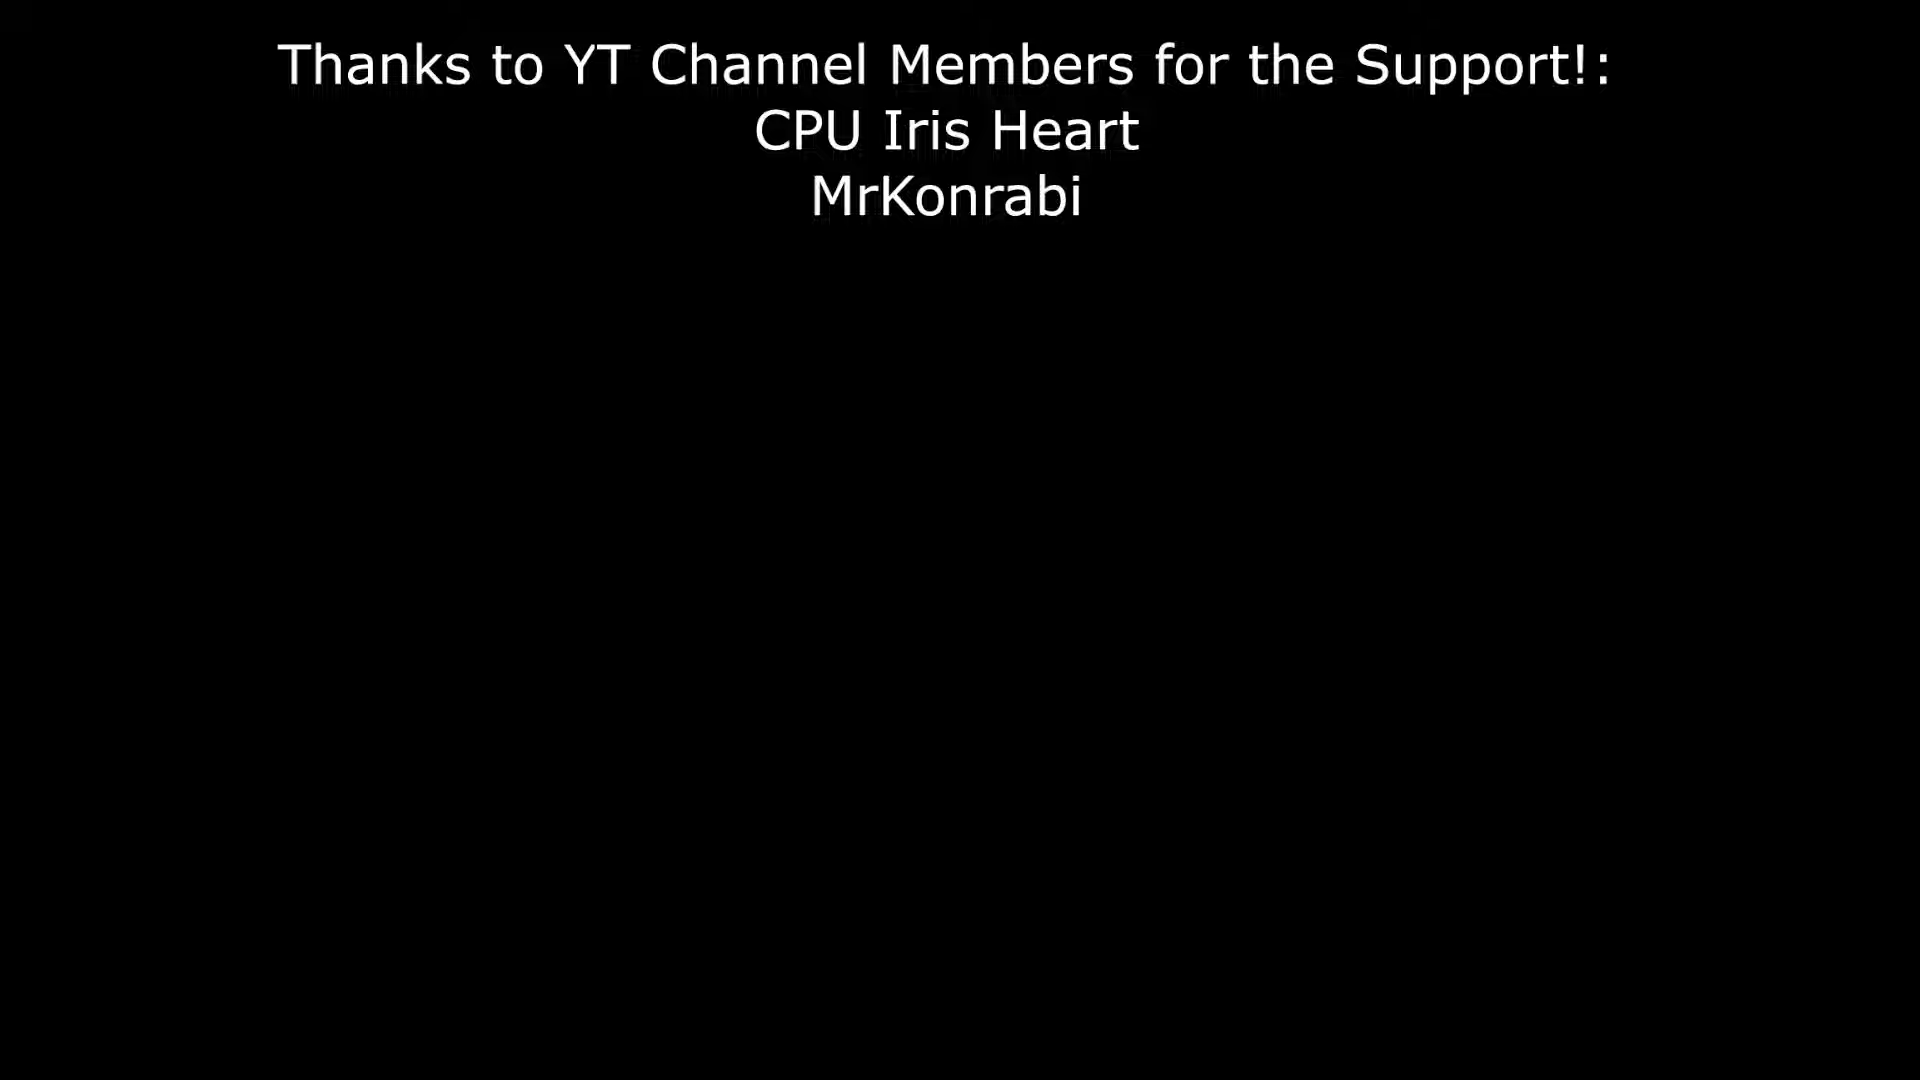 Thanks to YT Channel Members for the Support!:
CPU Iris Heart
MrKonrabi